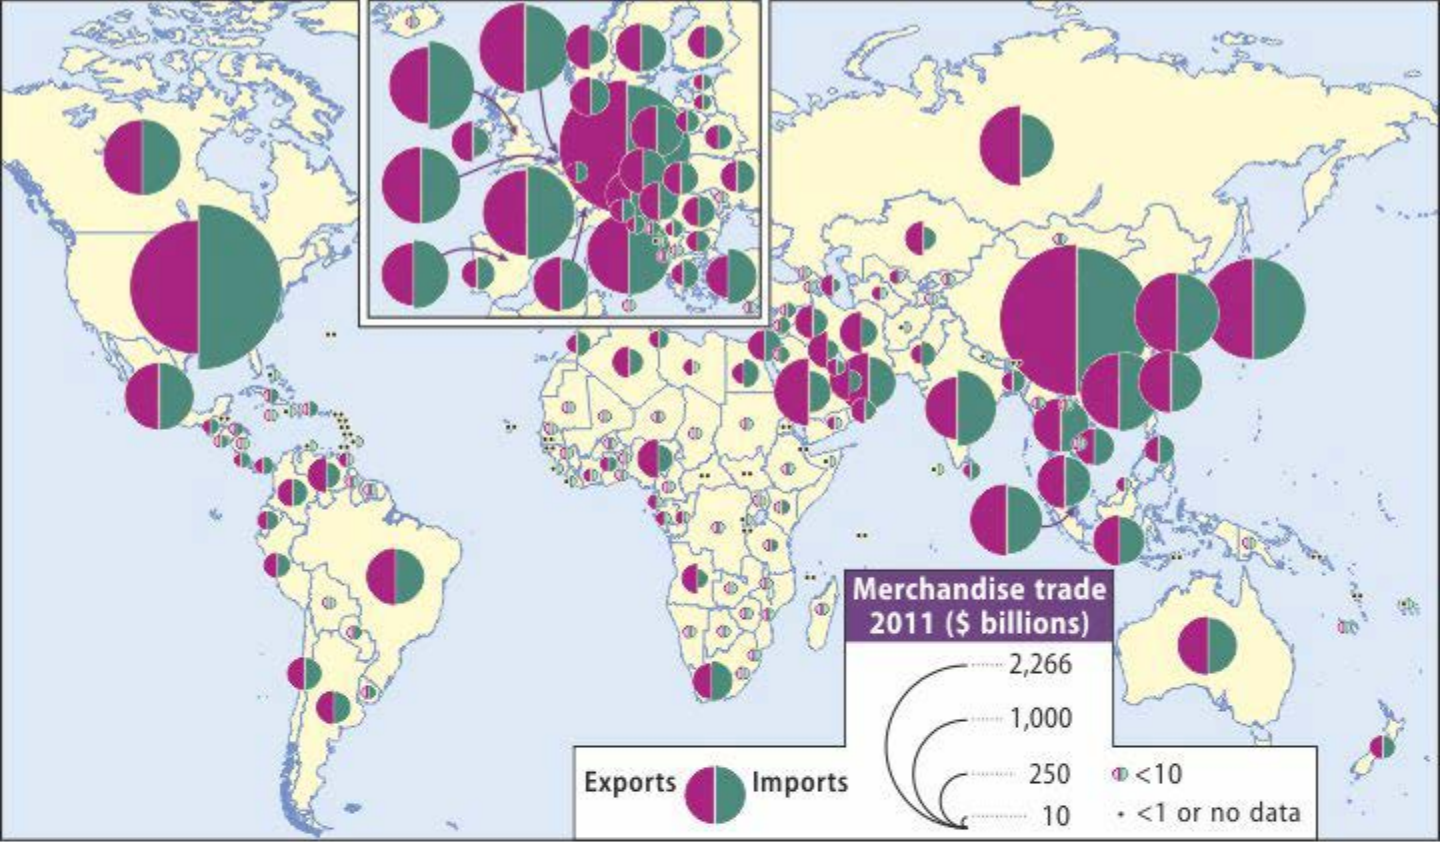 Merchandise trade
2011 ($ billions)
2,266
1,000
250
10
Exports
Imports
<10
<1 or no data